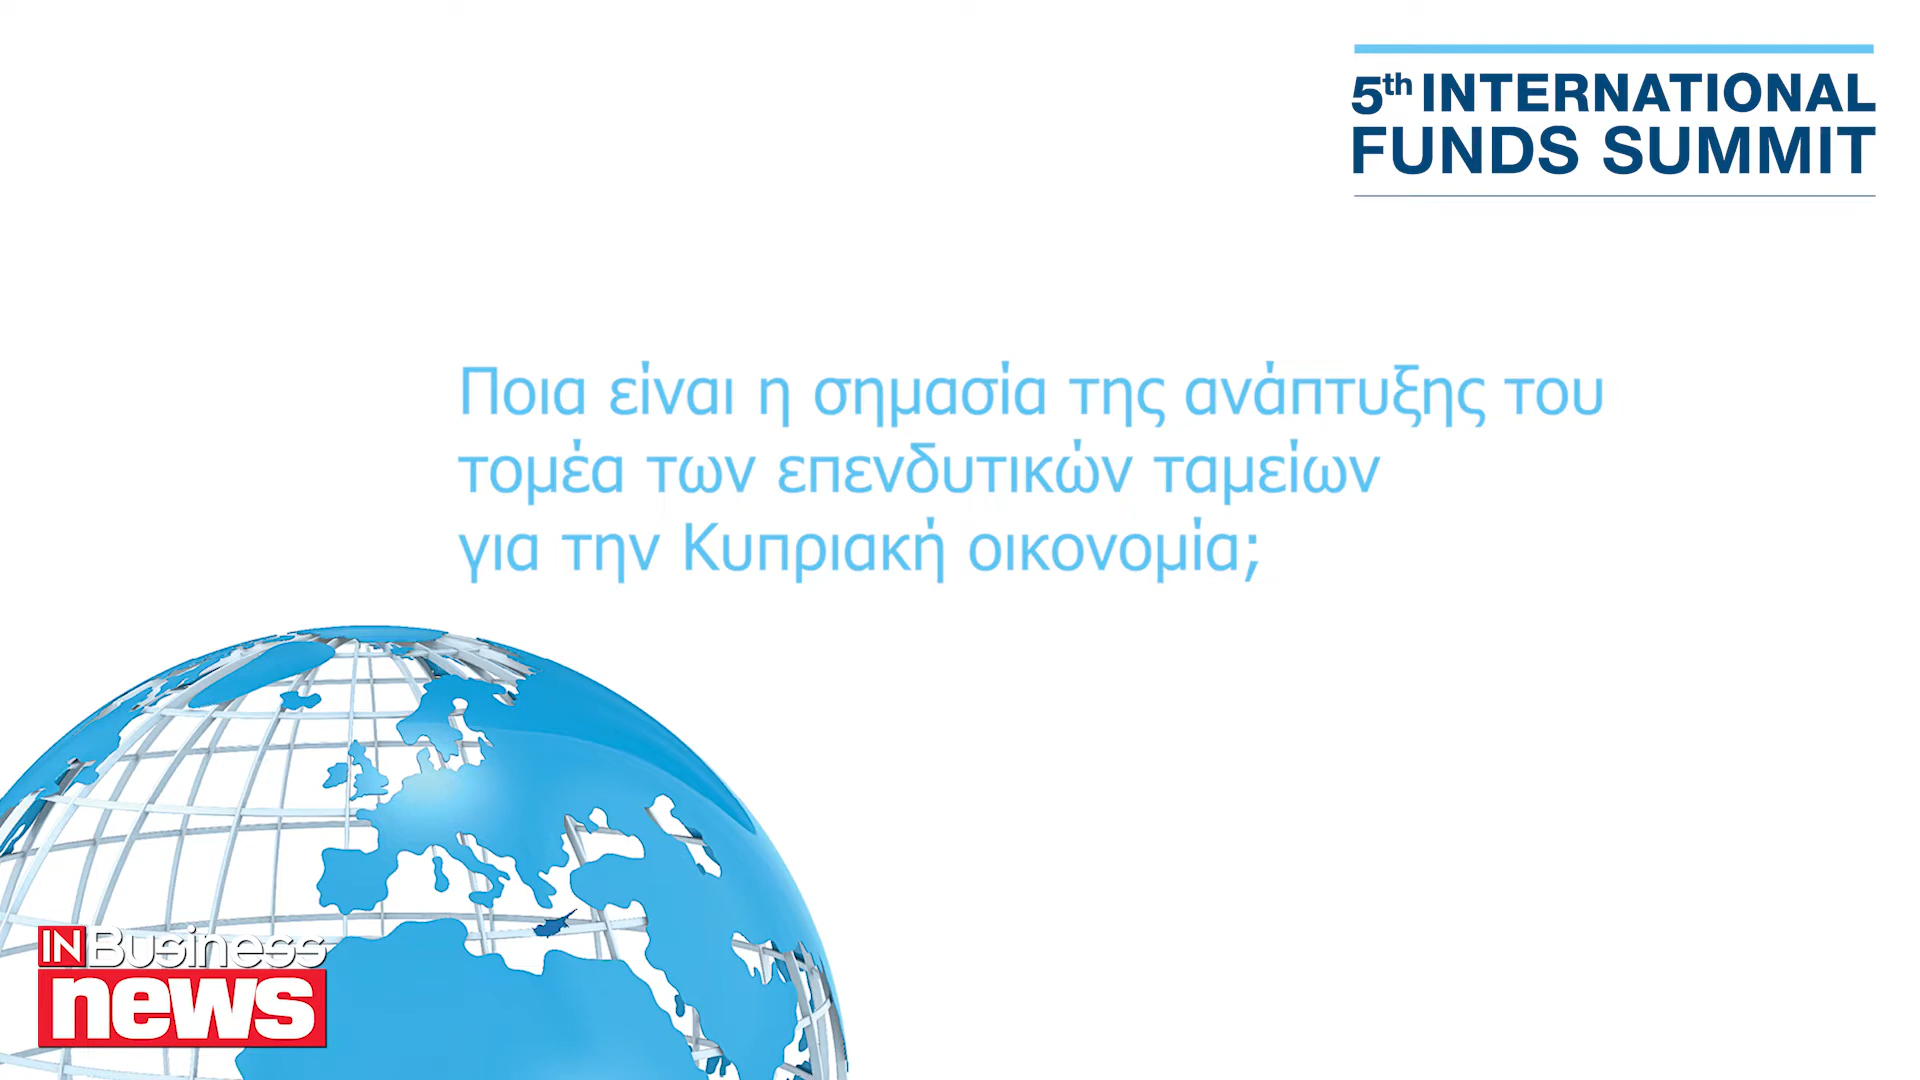 5th INTERNATIONAL
FUNDS SUMMIT
Ποια είναι η σημασία της ανάπτυξης του
τομέα των επενδυτικών ταμείων
για την Κυπριακή οικονομία;
IN Business
news